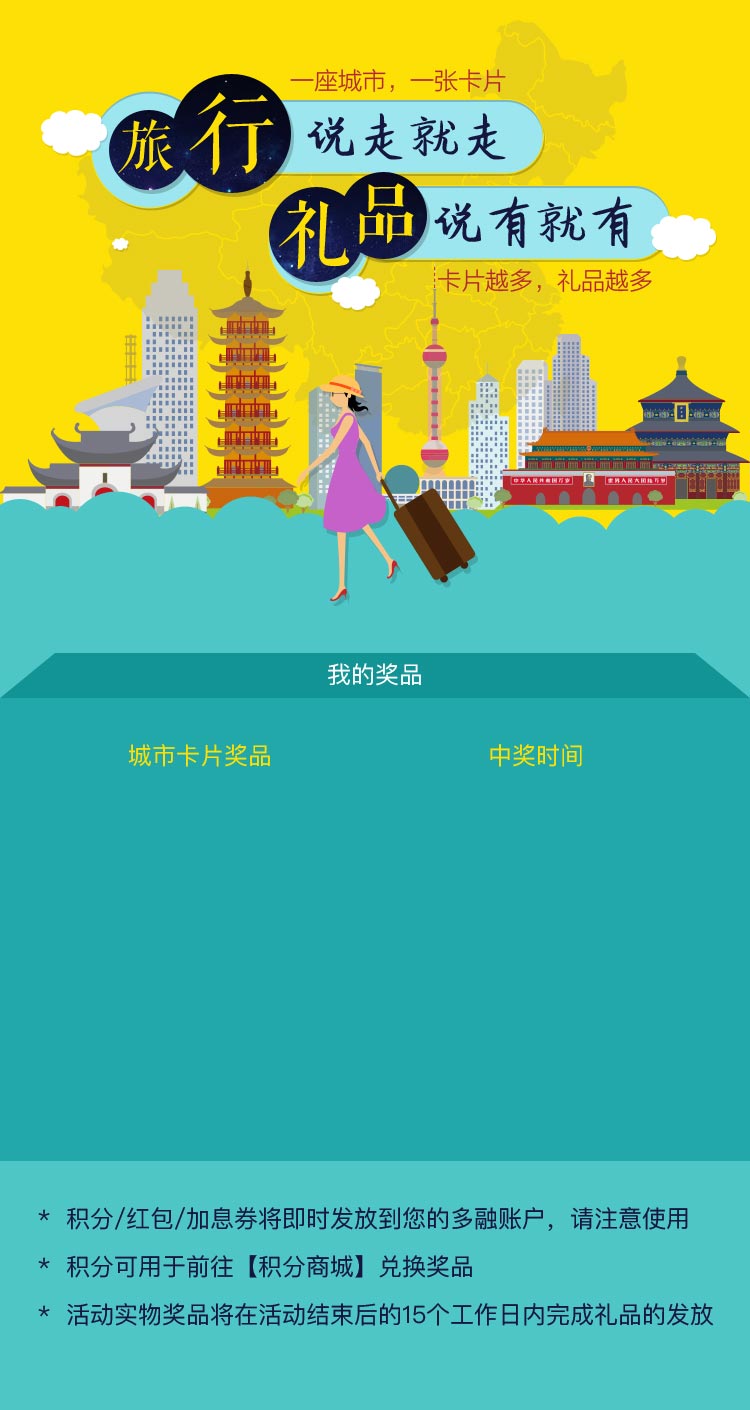 一座城市，一张卡片
旅行说走就走
礼品说有就有
卡片越多，礼品越多
中华人民共和国万岁 世界人民大团结万岁
我的奖品
城市卡片奖品 中奖时间
* 积分/红包/加息券将即时发放到您的多融账户，请注意使用
* 积分可用于前往【积分商城】兑换奖品
* 活动实物奖品将在活动结束后的15个工作日内完成礼品的发放